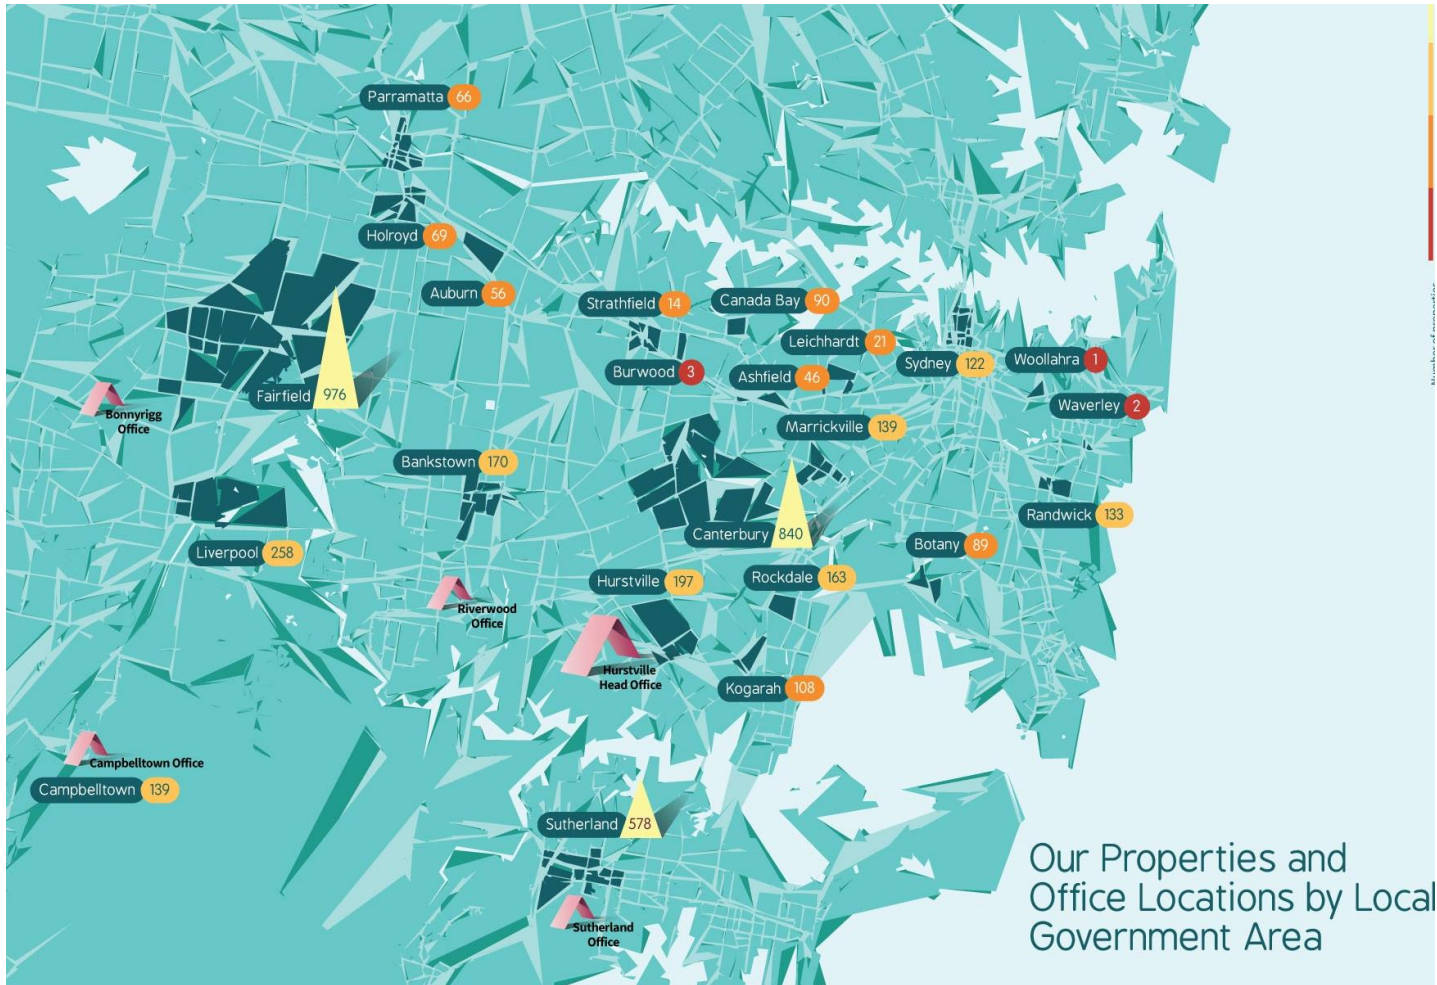 Parramatta 66
Holroyd 69
Auburn 56
Strathfield 14
Canada Bay 90
Leichhardt 21
Sydney 122
Woollahra 1
Burwood 3
Ashfield 46
Fairfield 976
Waverley 2
Bonnyrigg
Office
Marrickville 139
Bankstown 170
Randwick 133
Canterbury 840
Botany 89
Liverpool 258
Hurstville 197
Rockdale 163
Riverwood
Office
Hurstville
Head Office
Kogarah 108
Campbelltown Office
Campbelltown 139
Sutherland 578
Sutherland
Office
Our Properties and
Office Locations by Local
Government Area